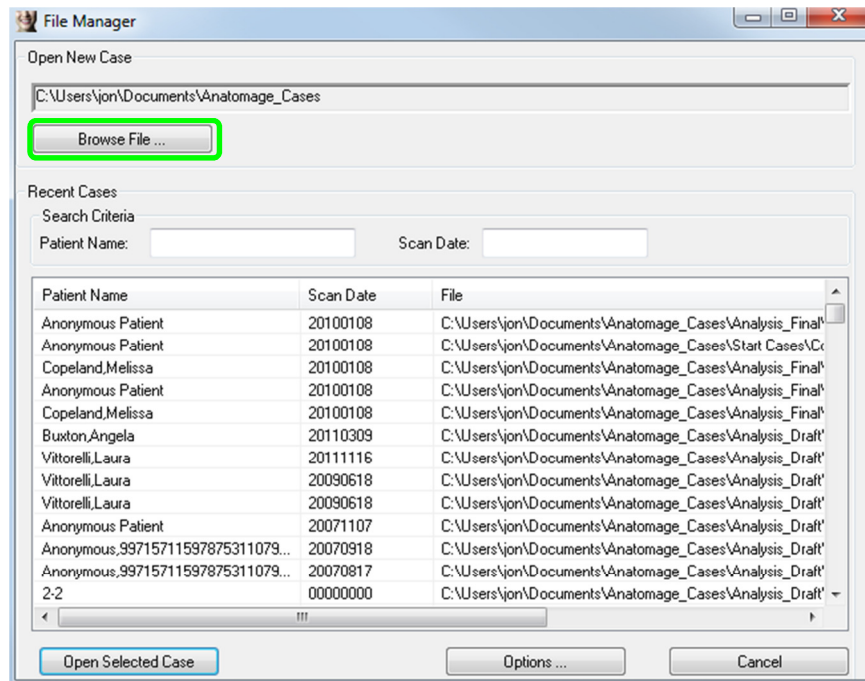 File Manager
Open New Case
C:\Users\jon\Documents\Anatomage_Cases
Browse File ...
Recent Cases
Search Criteria
Patient Name: Scan Date:
Patient Name Scan Date File
Anonymous Patient 20100108 C:\Users\jon\Documents\Anatomage_Cases\Analysis_Final\
Anonymous Patient 20100108 C:\Users\jon\Documents\Anatomage_Cases\Start Cases\Co
Copeland,Melissa 20100108 C:\Users\jon\Documents\Anatomage_Cases\Analysis_Final\
Anonymous Patient 20100108 C:\Users\jon\Documents\Anatomage_Cases\Analysis_Final\
Copeland,Melissa 20100108 C:\Users\jon\Documents\Anatomage_Cases\Analysis_Final\
Buxton,Angela 20110309 C:\Users\jon\Documents\Anatomage_Cases\Analysis_Draft\
Vittorelli,Laura 20111116 C:\Users\jon\Documents\Anatomage_Cases\Analysis_Draft\
Vittorelli,Laura 20090618 C:\Users\jon\Documents\Anatomage_Cases\Analysis_Draft\
Vittorelli,Laura 20090618 C:\Users\jon\Documents\Anatomage_Cases\Analysis_Draft\
Anonymous Patient 20071107 C:\Users\jon\Documents\Anatomage_Cases\Analysis_Draft\
Anonymous,99715711597875311079... 20070918 C:\Users\jon\Documents\Anatomage_Cases\Analysis_Draft\
Anonymous,99715711597875311079... 20070817 C:\Users\jon\Documents\Anatomage_Cases\Analysis_Draft\
2-2 00000000 C:\Users\jon\Documents\Anatomage_Cases\Analysis_Draft\
Open Selected Case Options ... Cancel